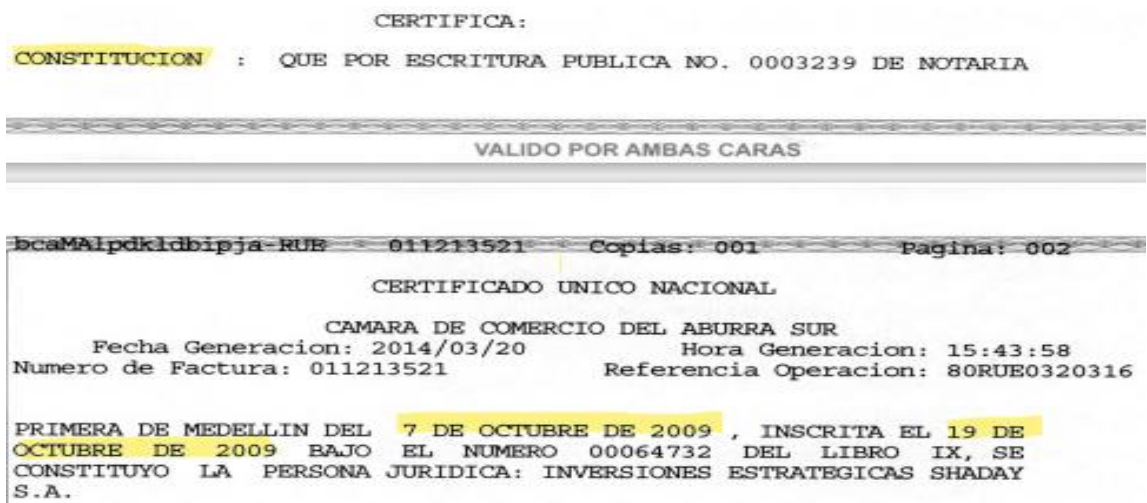 CERTIFICA:
CONSTITUCION : QUE POR ESCRITURA PUBLICA NO. 0003239 DE NOTARIA
VALIDO POR AMBAS CARAS
bcaMAlpdkldbipja-RUE 011213521 Copias: 001 Pagina: 002
CERTIFICADO UNICO NACIONAL
CAMARA DE COMERCIO DEL ABURRA SUR
Fecha Generacion: 2014/03/20 Hora Generacion: 15:43:58
Numero de Factura: 011213521 Referencia Operacion: 80RUE0320316
PRIMERA DE MEDELLIN DEL 7 DE OCTUBRE DE 2009 , INSCRITA EL 19 DE
OCTUBRE DE 2009 BAJO EL NUMERO 00064732 DEL LIBRO IX, SE
CONSTITUYO LA PERSONA JURIDICA: INVERSIONES ESTRATEGICAS SHADAY
S.A.